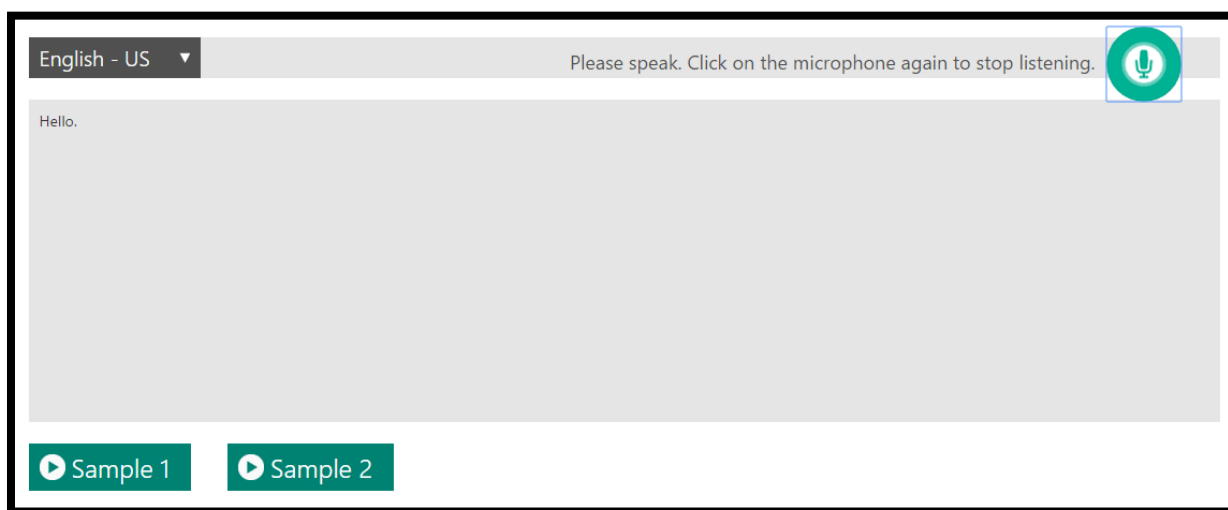 English - US
Please speak. Click on the microphone again to stop listening.
Hello.
Sample 1
Sample 2